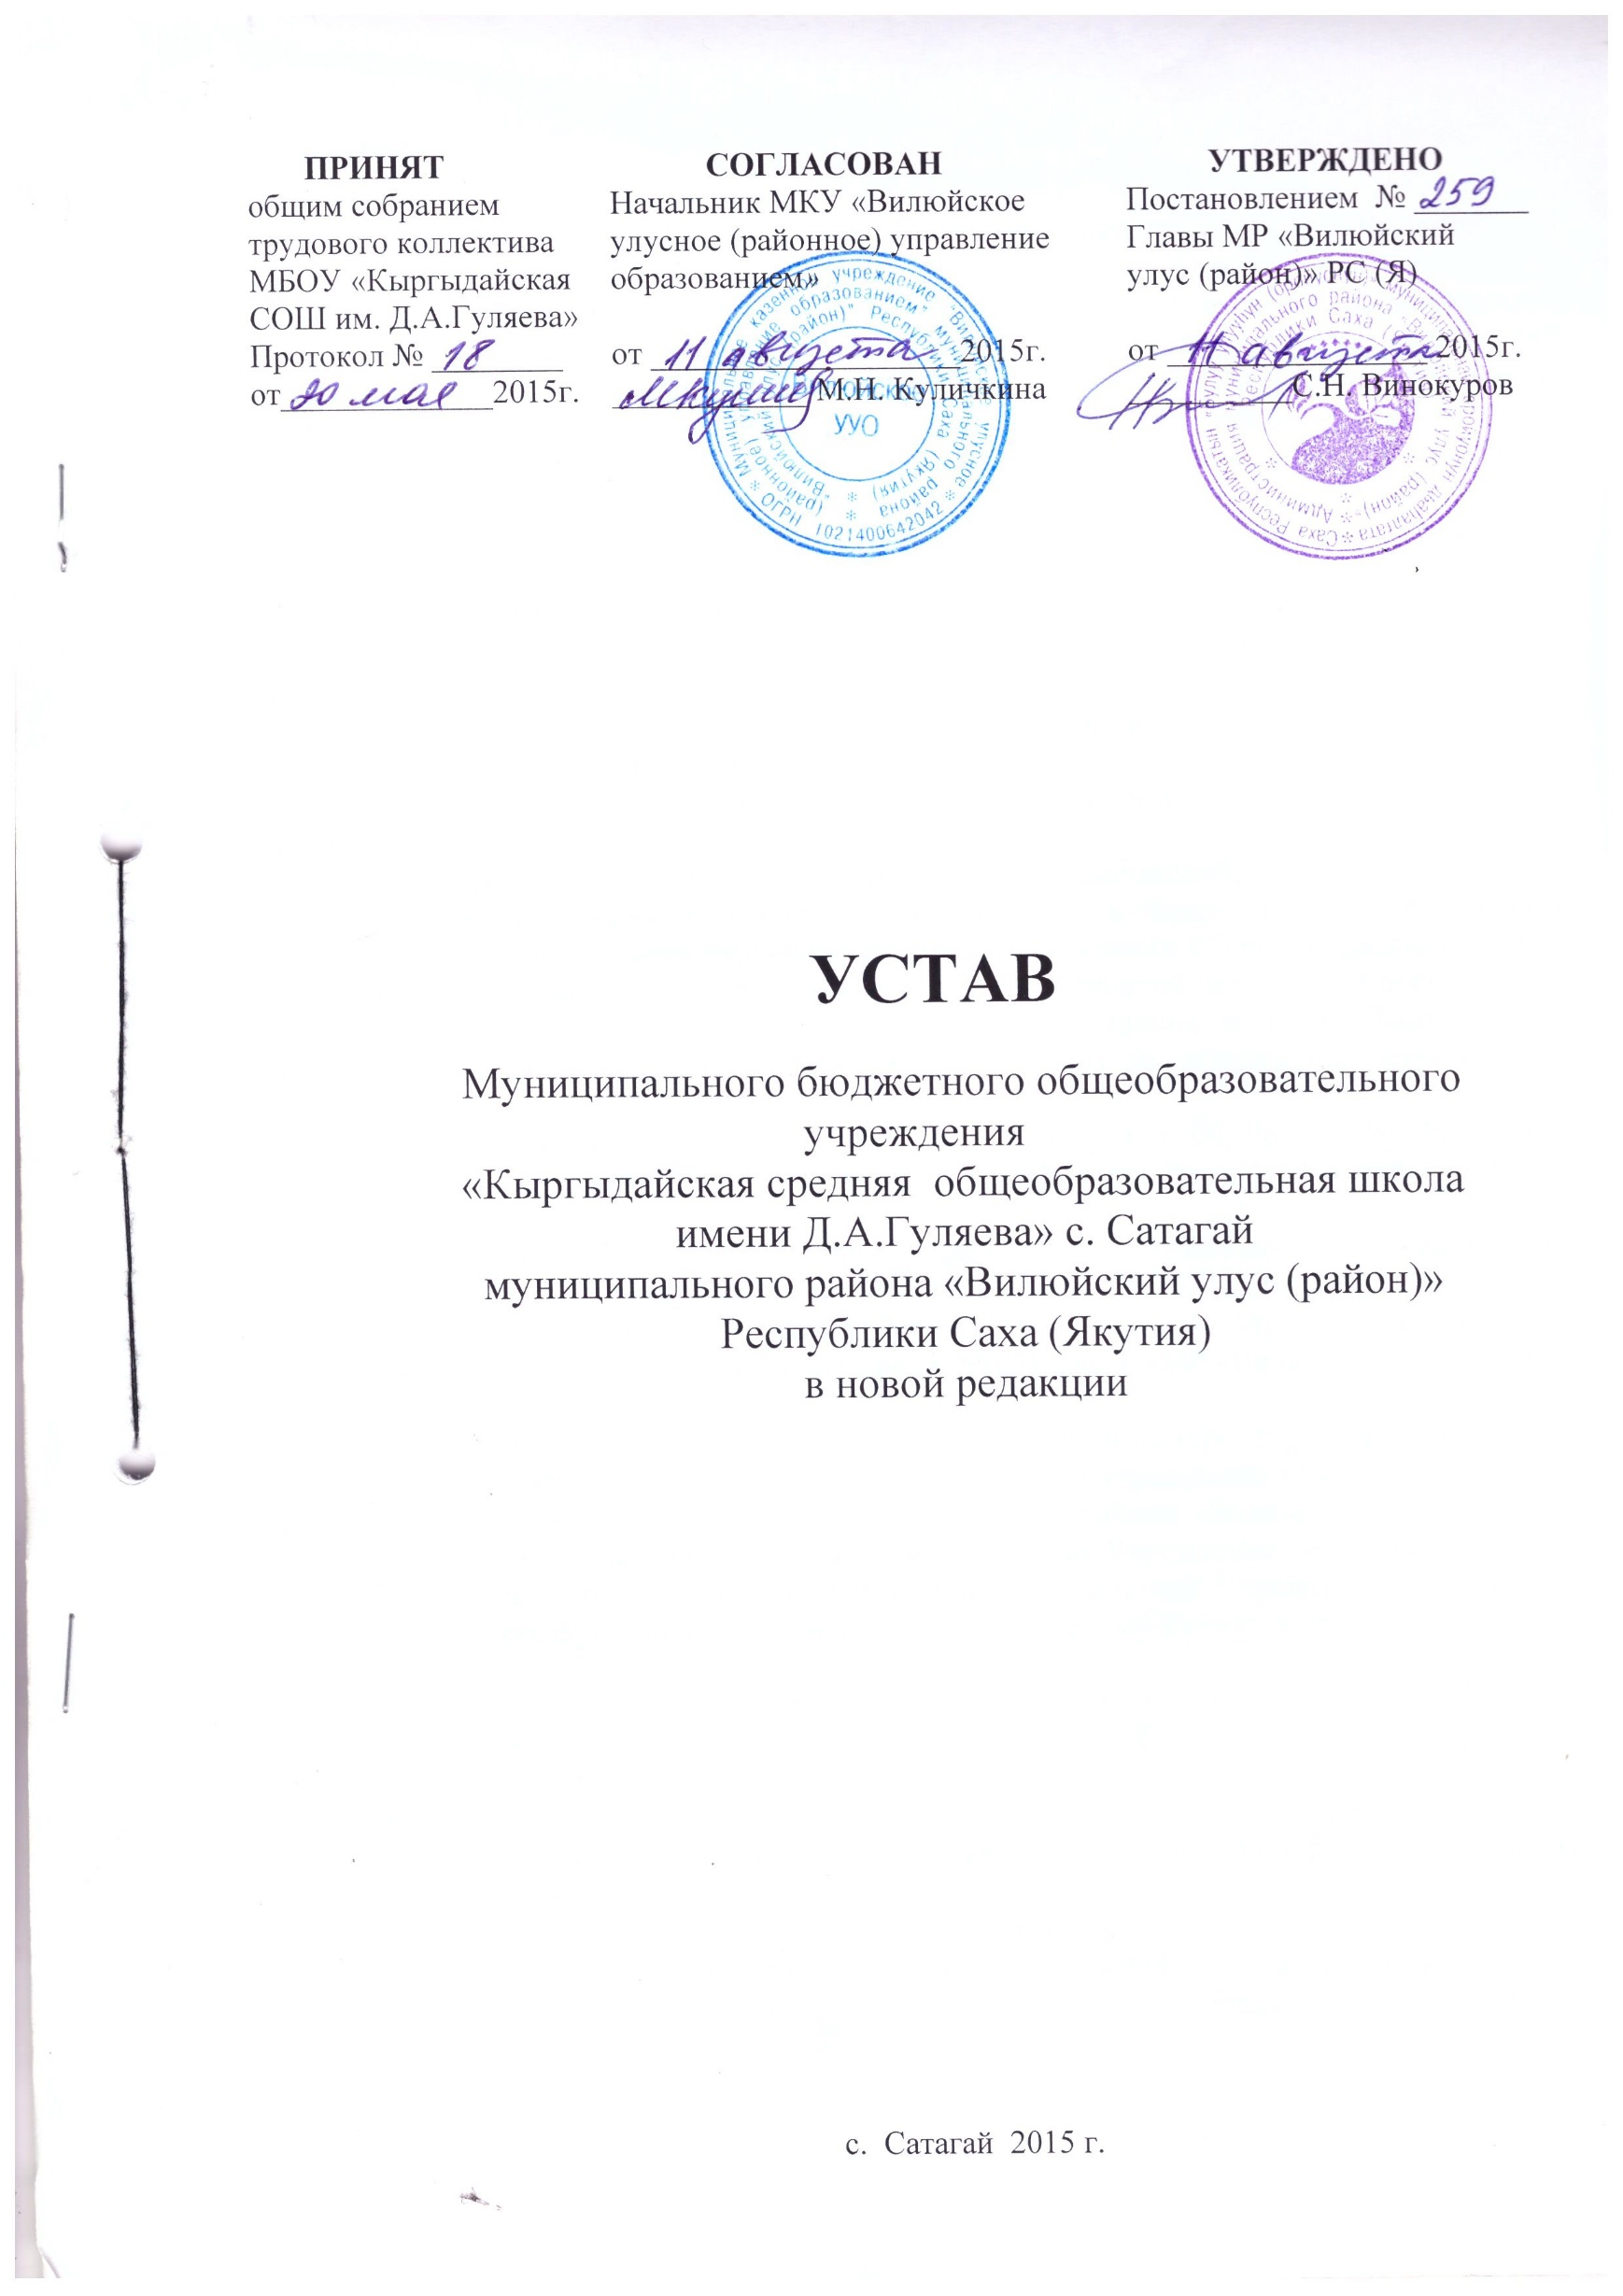 ПРИНЯТ
общим собранием
трудового коллектива
МБОУ «Кыргыдайская
СОШ им. Д.А.Гуляева»
Протокол № 18
от 20 мая 2015г.
СОГЛАСОВАН
Начальник МКУ «Вилюйское
улусное (районное) управление
образованием»
от 11 августа 2015г.
М.Н. Куличкина
УТВЕРЖДЕНО
Постановлением № 259
Главы МР «Вилюйский
улус (район)» РС (Я)
от 11 августа 2015г.
С.Н. Винокуров
УУО
ОГРН 1021400642042
УСТАВ
Муниципального бюджетного общеобразовательного
учреждения
«Кыргыдайская средняя общеобразовательная школа
имени Д.А.Гуляева» с. Сатагай
муниципального района «Вилюйский улус (район)»
Республики Саха (Якутия)
в новой редакции
с. Сатагай 2015 г.